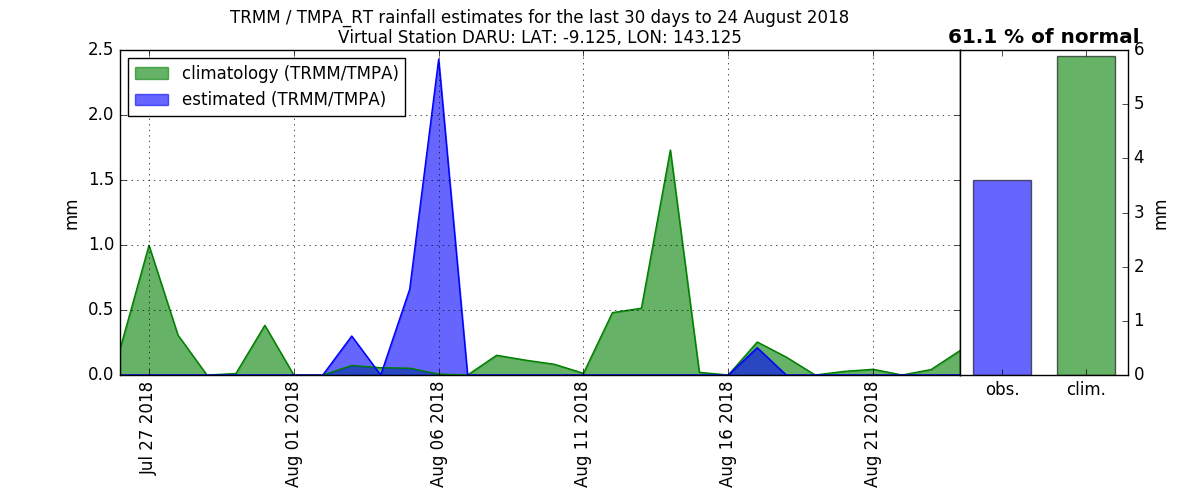 TRMM / TMPA_RT rainfall estimates for the last 30 days to 24 August 2018
Virtual Station DARU: LAT: -9.125, LON: 143.125
61.1 % of normal
climatology (TRMM/TMPA)
estimated (TRMM/TMPA)
mm
2.5
2.0
1.5
1.0
0.5
0.0
Jul 27 2018
Aug 01 2018
Aug 06 2018
Aug 11 2018
Aug 16 2018
Aug 21 2018
obs.
clim.
6
5
4
3
2
1
0
mm